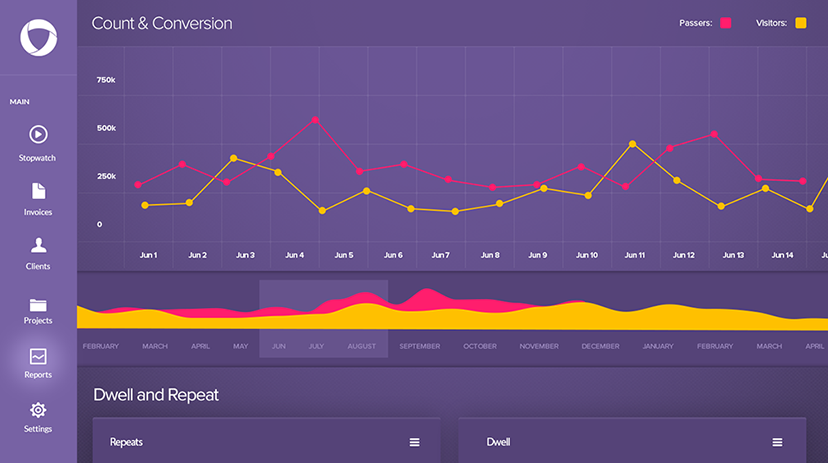 Count & Conversion
Passers:
Visitors:
MAIN
Stopwatch
Invoices
Clients
Projects
Reports
Settings
750k
500k
250k
0
Jun 1 Jun 2 Jun 3 Jun 4 Jun 5 Jun 6 Jun 7 Jun 8 Jun 9 Jun 10 Jun 11 Jun 12 Jun 13 Jun 14
FEBRUARY MARCH APRIL MAY JUN JULY AUGUST SEPTEMBER OCTOBER NOVEMBER DECEMBER JANUARY FEBRUARY MARCH APRIL
Dwell and Repeat
Repeats
Dwell